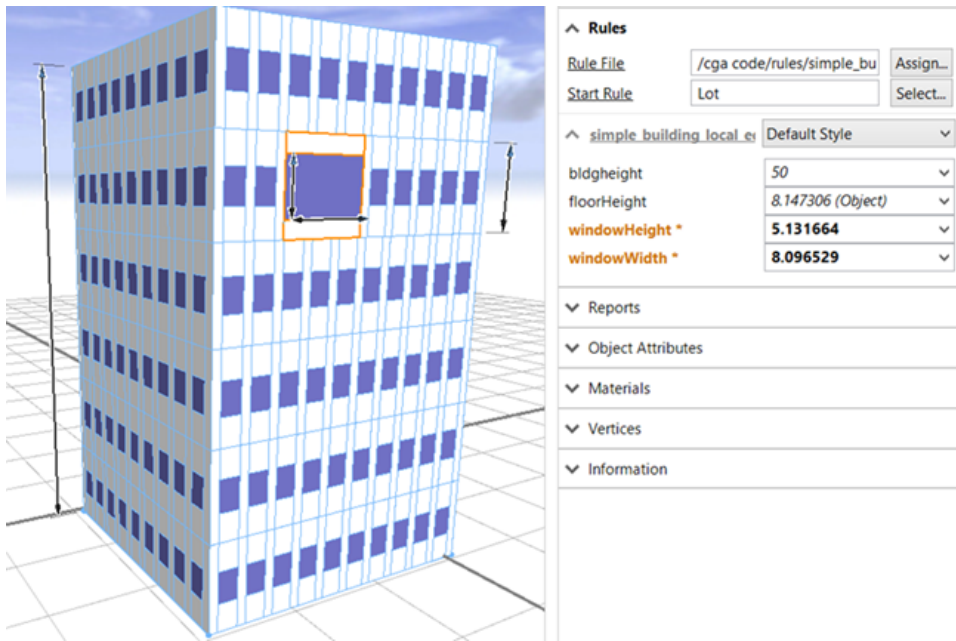 Rules
Rule File /cga code/rules/simple_bu Assign...
Start Rule Lot Select...
simple_building_local_e Default Style
bldgheight 50
floorHeight 8.147306 (Object)
windowHeight * 5.131664
windowWidth * 8.096529
Reports
Object Attributes
Materials
Vertices
Information